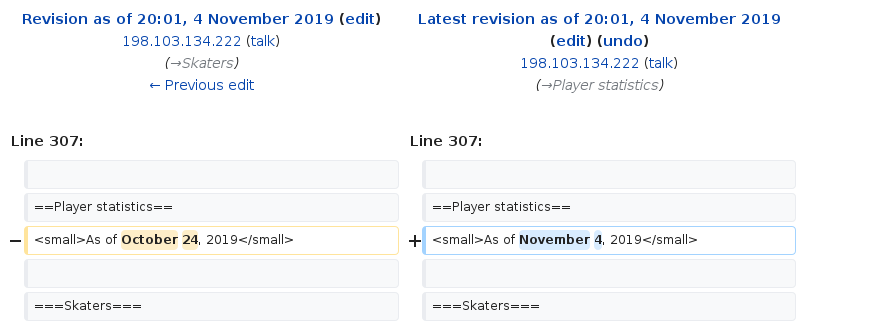 Revision as of 20:01, 4 November 2019 (edit)
198.103.134.222 (talk)
(→Skaters)
← Previous edit
Latest revision as of 20:01, 4 November 2019
(edit) (undo)
198.103.134.222 (talk)
(→Player statistics)
Line 307:
Line 307:
==Player statistics==
==Player statistics==
− <small>As of October 24, 2019</small>
+ <small>As of November 4, 2019</small>
===Skaters===
===Skaters===